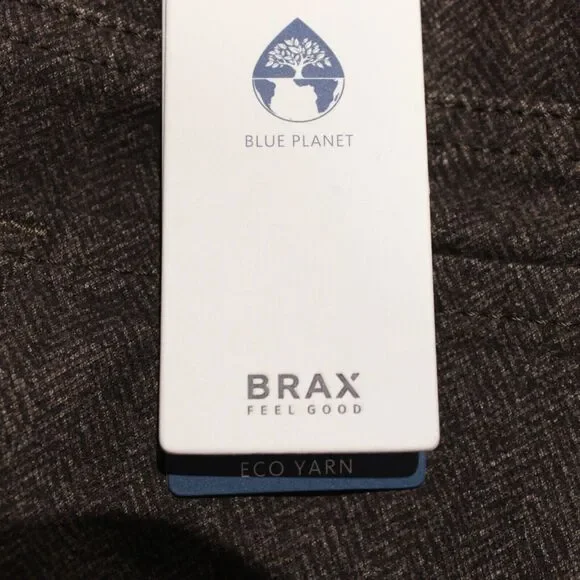 BLUE PLANET
BRAX
FEEL GOOD
ECO YARN